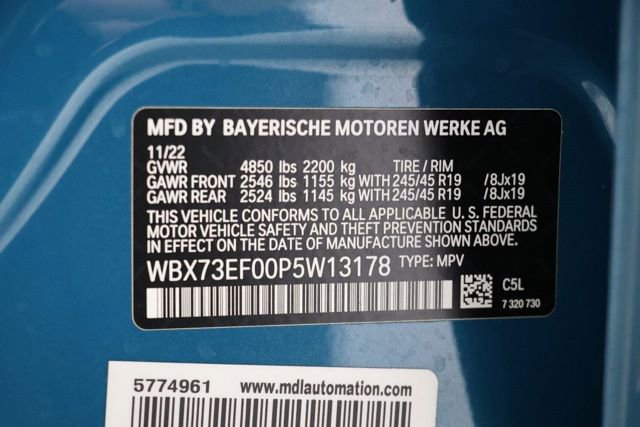 MFD BY BAYERISCHE MOTOREN WERKE AG
11/22
GVWR 4850 lbs 2200 kg TIRE / RIM
GAWR FRONT 2546 lbs 1155 kg WITH 245/45 R19 /8Jx19
GAWR REAR 2524 lbs 1145 kg WITH 245/45 R19 /8Jx19
THIS VEHICLE CONFORMS TO ALL APPLICABLE U. S. FEDERAL
MOTOR VEHICLE SAFETY AND THEFT PREVENTION STANDARDS
IN EFFECT ON THE DATE OF MANUFACTURE SHOWN ABOVE.
WBX73EF00P5W13178 TYPE: MPV
C5L
7 320 730
5774961 www.mdlautomation.com